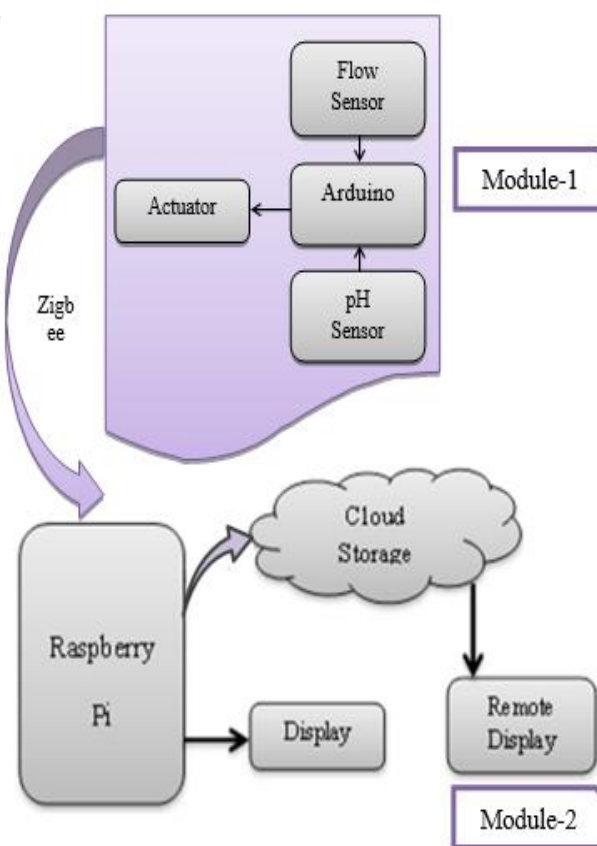 Flow
Sensor
Module-1
Arduino
Actuator
pH
Sensor
Zigb
ee
Cloud
Storage
Raspberry
Pi
Display
Remote
Display
Module-2